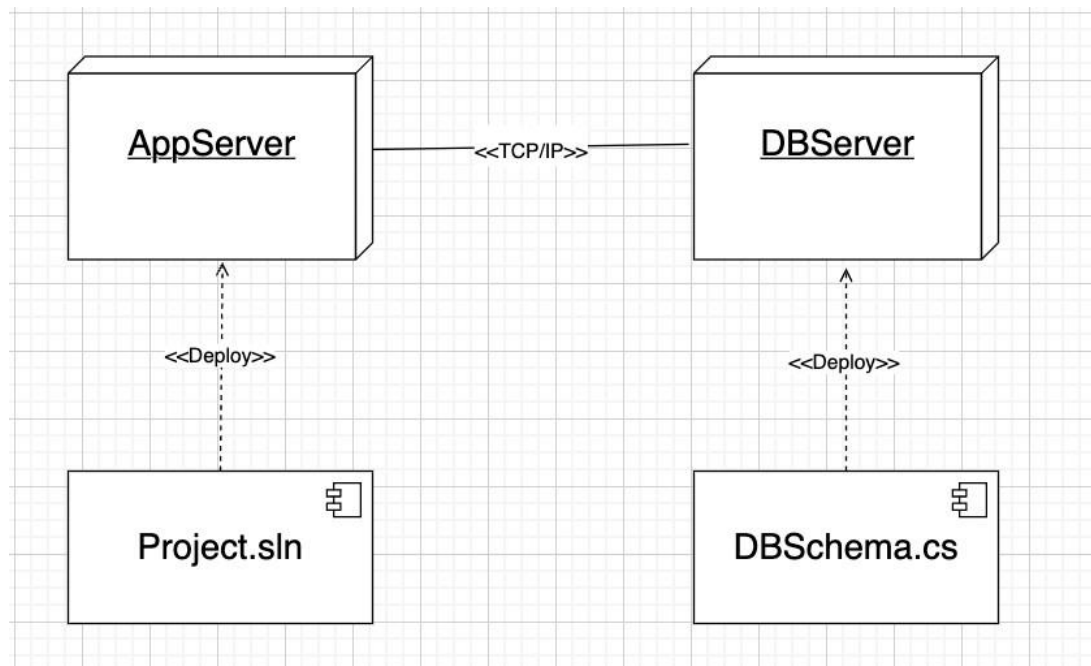 AppServer
DBServer
<<TCP/IP>>
<<Deploy>>
<<Deploy>>
Project.sln
DBSchema.cs